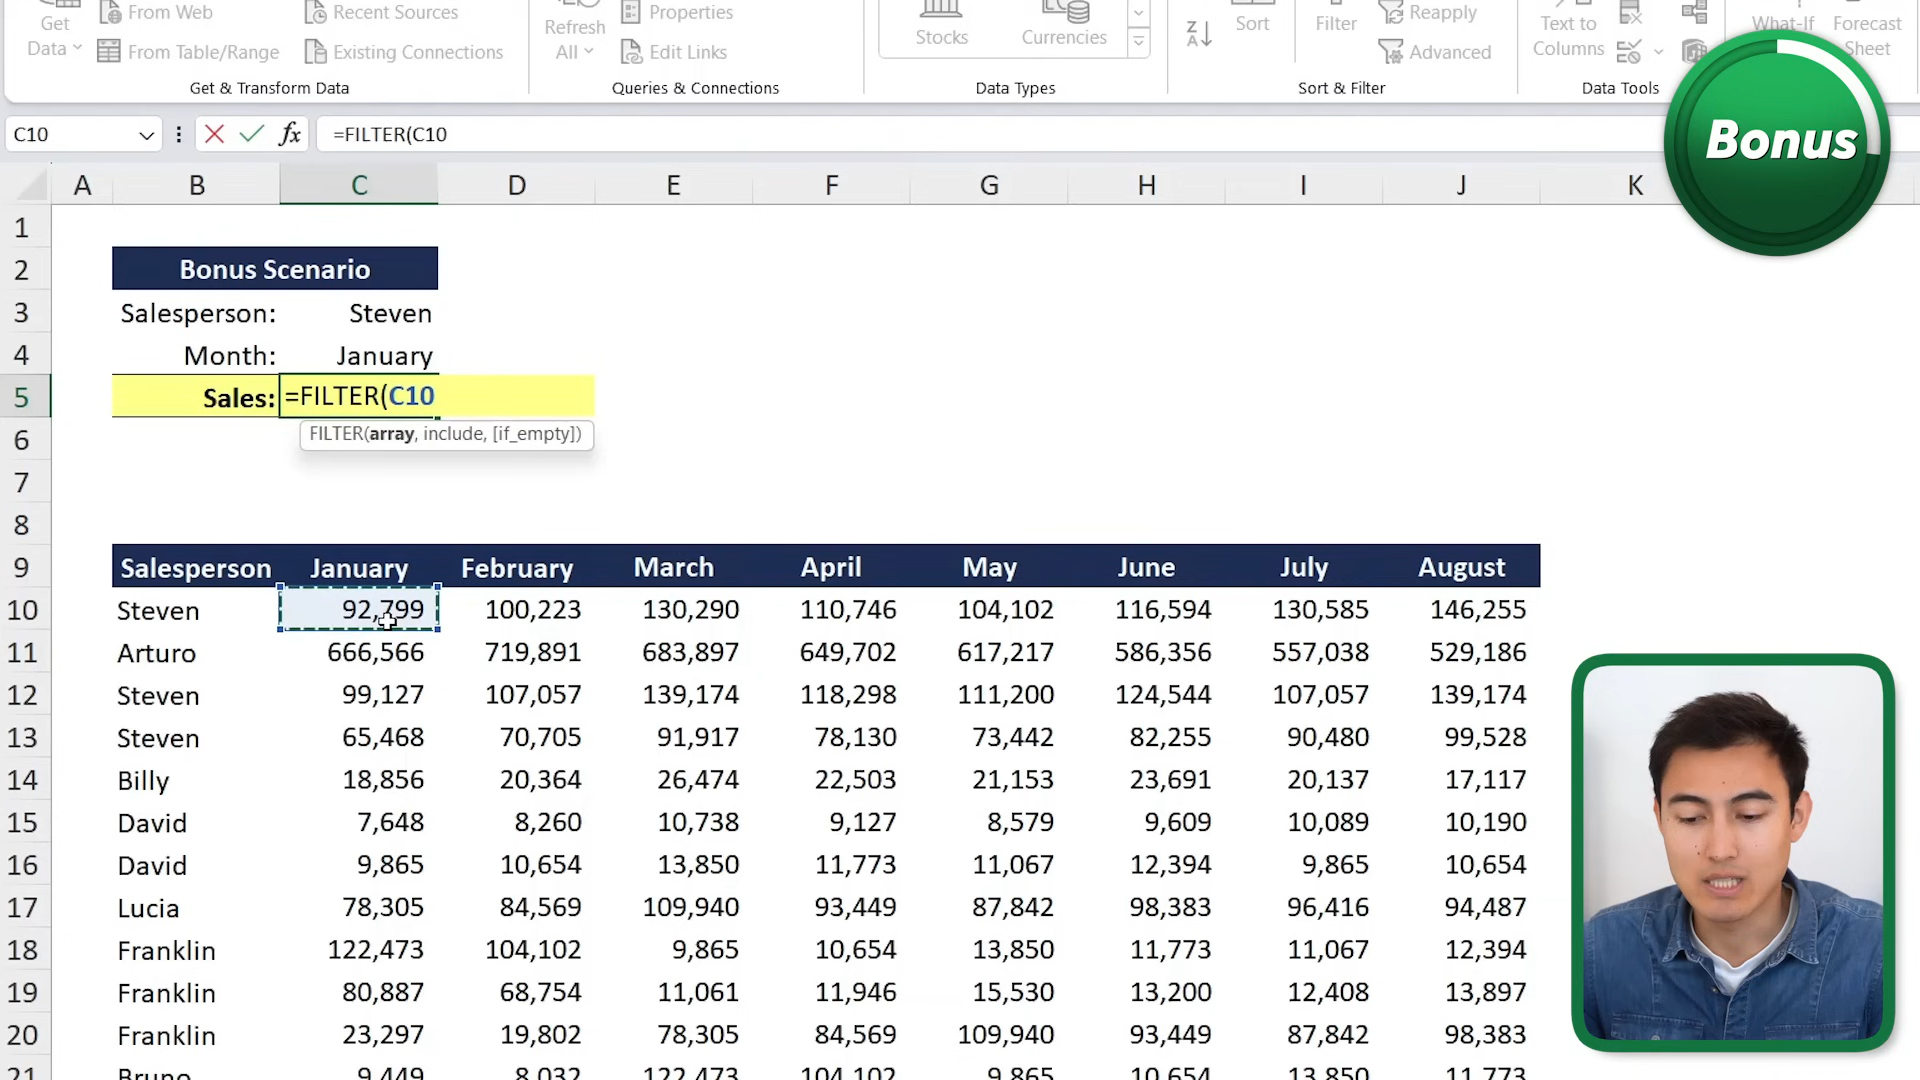 Get Data
From Web
Recent Sources
From Table/Range
Existing Connections
Get & Transform Data
Refresh All
Properties
Edit Links
Queries & Connections
Stocks
Currencies
Data Types
Z A
Sort
Filter
Reapply
Advanced
Sort & Filter
Text to Columns
Data Tools
What-If
Forecast Sheet
Bonus
C10
fx
=FILTER(C10
A B C D E F G H I J K
1
2 Bonus Scenario
3 Salesperson: Steven
4 Month: January
5 Sales: =FILTER(C10
FILTER(array, include, [if_empty])
6
7
8
9 Salesperson January February March April May June July August
10 Steven 92,799 100,223 130,290 110,746 104,102 116,594 130,585 146,255
11 Arturo 666,566 719,891 683,897 649,702 617,217 586,356 557,038 529,186
12 Steven 99,127 107,057 139,174 118,298 111,200 124,544 107,057 139,174
13 Steven 65,468 70,705 91,917 78,130 73,442 82,255 90,480 99,528
14 Billy 18,856 20,364 26,474 22,503 21,153 23,691 20,137 17,117
15 David 7,648 8,260 10,738 9,127 8,579 9,609 10,089 10,190
16 David 9,865 10,654 13,850 11,773 11,067 12,394 9,865 10,654
17 Lucia 78,305 84,569 109,940 93,449 87,842 98,383 96,416 94,487
18 Franklin 122,473 104,102 9,865 10,654 13,850 11,773 11,067 12,394
19 Franklin 80,887 68,754 11,061 11,946 15,530 13,200 12,408 13,897
20 Franklin 23,297 19,802 78,305 84,569 109,940 93,449 87,842 98,383
21 Bruno 9,449 8,032 122,473 104,102 9,865 10,654 13,850 11,773